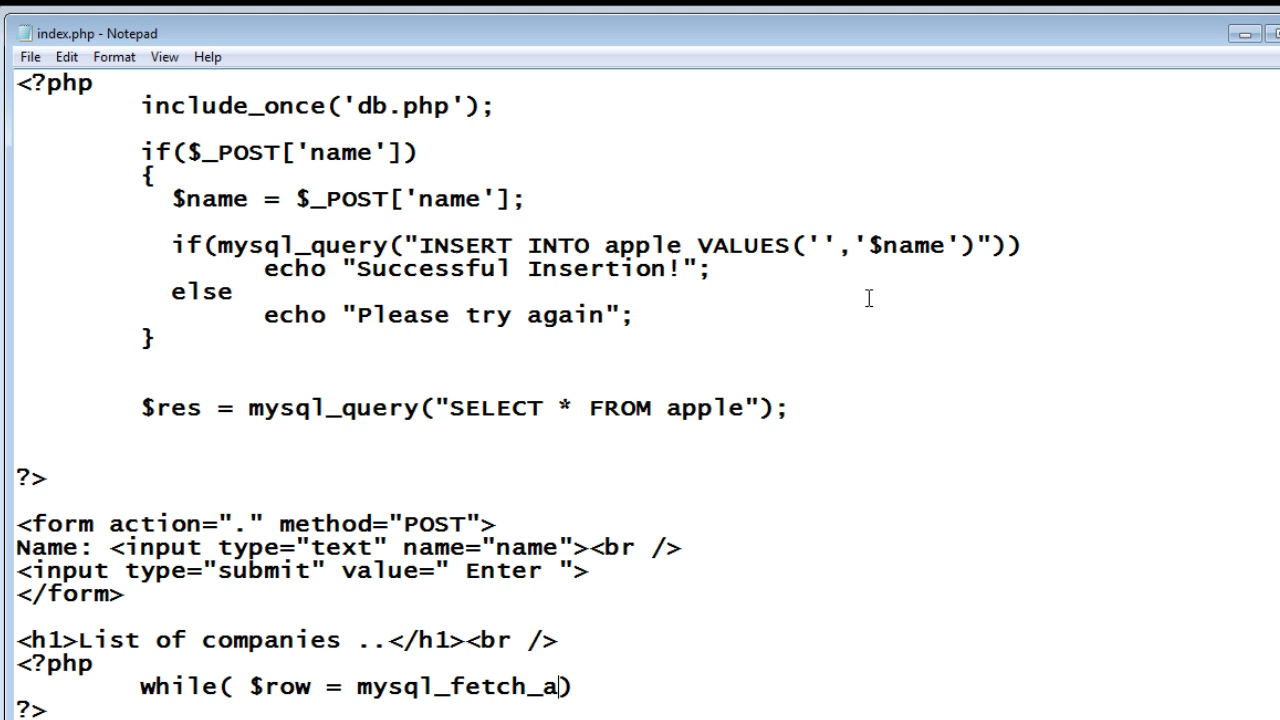 index.php - Notepad
File Edit Format View Help
<?php
include_once('db.php');
if($_POST['name'])
{
$name = $_POST['name'];
if(mysql_query("INSERT INTO apple VALUES('','$name')"))
echo "Successful Insertion!";
else
echo "Please try again";
}
$res = mysql_query("SELECT * FROM apple");
?>
<form action="." method="POST">
Name: <input type="text" name="name"><br />
<input type="submit" value=" Enter ">
</form>
<h1>List of companies ..</h1><br />
<?php
while( $row = mysql_fetch_a)
?>